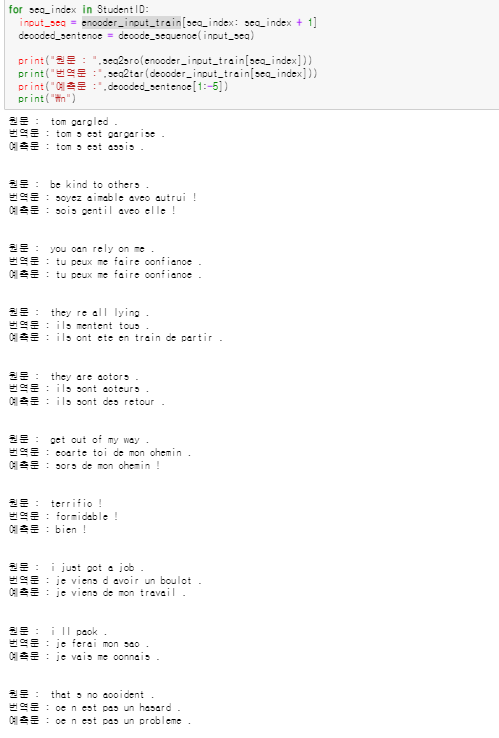 for seq_index in StudentID:
input_seq = encoder_input_train[seq_index: seq_index + 1]
decoded_sentence = decode_sequence(input_seq)
print("원문 : ",seq2src(encoder_input_train[seq_index]))
print("번역문 :",seq2tar(decoder_input_train[seq_index]))
print("예측문 :",decoded_sentence[1:-5])
print("₩n")
원문 : tom gargled .
번역문 : tom s est gargarise .
예측문 : tom s est assis .
원문 : be kind to others .
번역문 : soyez aimable avec autrui !
예측문 : sois gentil avec elle !
원문 : you can rely on me .
번역문 : tu peux me faire confiance .
예측문 : tu peux me faire confiance .
원문 : they re all lying .
번역문 : ils mentent tous .
예측문 : ils ont ete en train de partir .
원문 : they are actors .
번역문 : ils sont acteurs .
예측문 : ils sont des retour .
원문 : get out of my way .
번역문 : ecarte toi de mon chemin .
예측문 : sors de mon chemin !
원문 : terrific !
번역문 : formidable !
예측문 : bien !
원문 : i just got a job .
번역문 : je viens d avoir un boulot .
예측문 : je viens de mon travail .
원문 : i ll pack .
번역문 : je ferai mon sac .
예측문 : je vais me connais .
원문 : that s no accident .
번역문 : ce n est pas un hasard .
예측문 : ce n est pas un probleme .